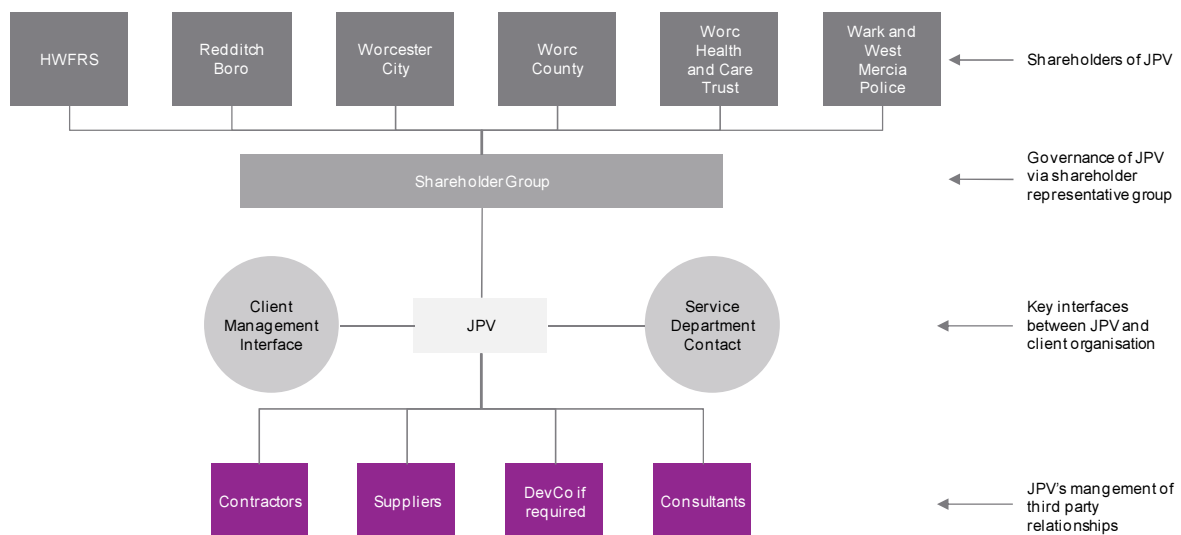 HWFRS
Redditch
Boro
Worcester
City
Worc
County
Worc
Health
and Care
Trust
Wark and
West
Mercia
Police
Shareholders of JPV
Shareholder Group
Governance of JPV
via shareholder
representative group
Client
Management
Interface
JPV
Service
Department
Contact
Key interfaces
between JPV and
client organisation
Contractors
Suppliers
DevCo if
required
Consultants
JPV's mangement of
third party
relationships